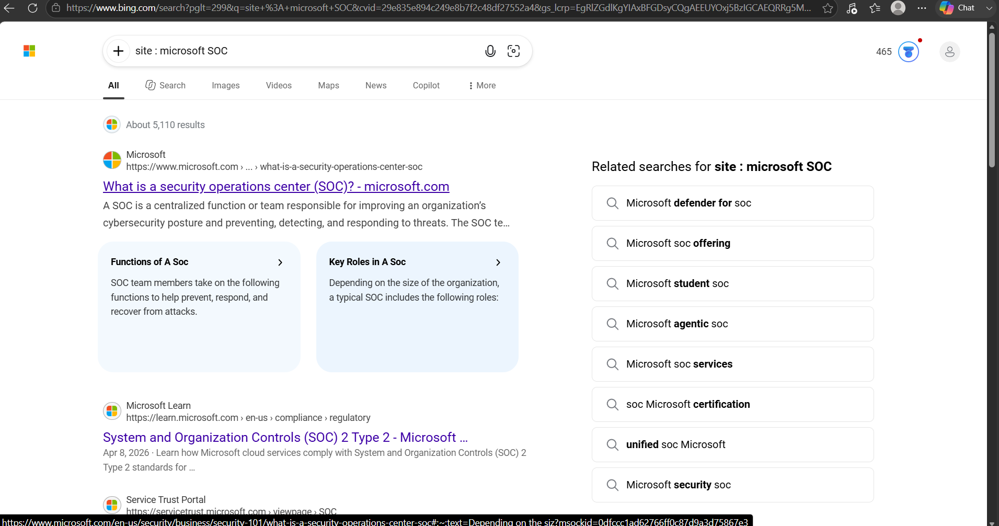 https://www.bing.com/search?pglt=299&q=site+%3A+microsoft+SOC&cvid=29e835e894c249e8b7f2c48df27552a4&gs_lcrp=EgRlZGdlKgYIAxBFGDsyCQgAEEUYOxj5BzIGCAEQRRg5M...
Chat
site : microsoft SOC
465
All
Search
Images
Videos
Maps
News
Copilot
More
About 5,110 results
Microsoft
https://www.microsoft.com › ... › what-is-a-security-operations-center-soc
What is a security operations center (SOC)? - microsoft.com
A SOC is a centralized function or team responsible for improving an organization’s
cybersecurity posture and preventing, detecting, and responding to threats. The SOC te…
Functions of A Soc
SOC team members take on the following
functions to help prevent, respond, and
recover from attacks.
Key Roles in A Soc
Depending on the size of the organization,
a typical SOC includes the following roles:
Microsoft Learn
https://learn.microsoft.com › en-us › compliance › regulatory
System and Organization Controls (SOC) 2 Type 2 - Microsoft …
Apr 8, 2026 · Learn how Microsoft cloud services comply with System and Organization Controls (SOC) 2
Type 2 standards for …
Service Trust Portal
https://servicetrust.microsoft.com › viewpage › SOC
Related searches for site : microsoft SOC
Microsoft defender for soc
Microsoft soc offering
Microsoft student soc
Microsoft agentic soc
Microsoft soc services
soc Microsoft certification
unified soc Microsoft
Microsoft security soc
https://www.microsoft.com/en-us/security/business/security-101/what-is-a-security-operations-center-soc#:~:text=Depending on the siz?msockid=0dfccc1ad62766ff0c87d9a3d75867e3